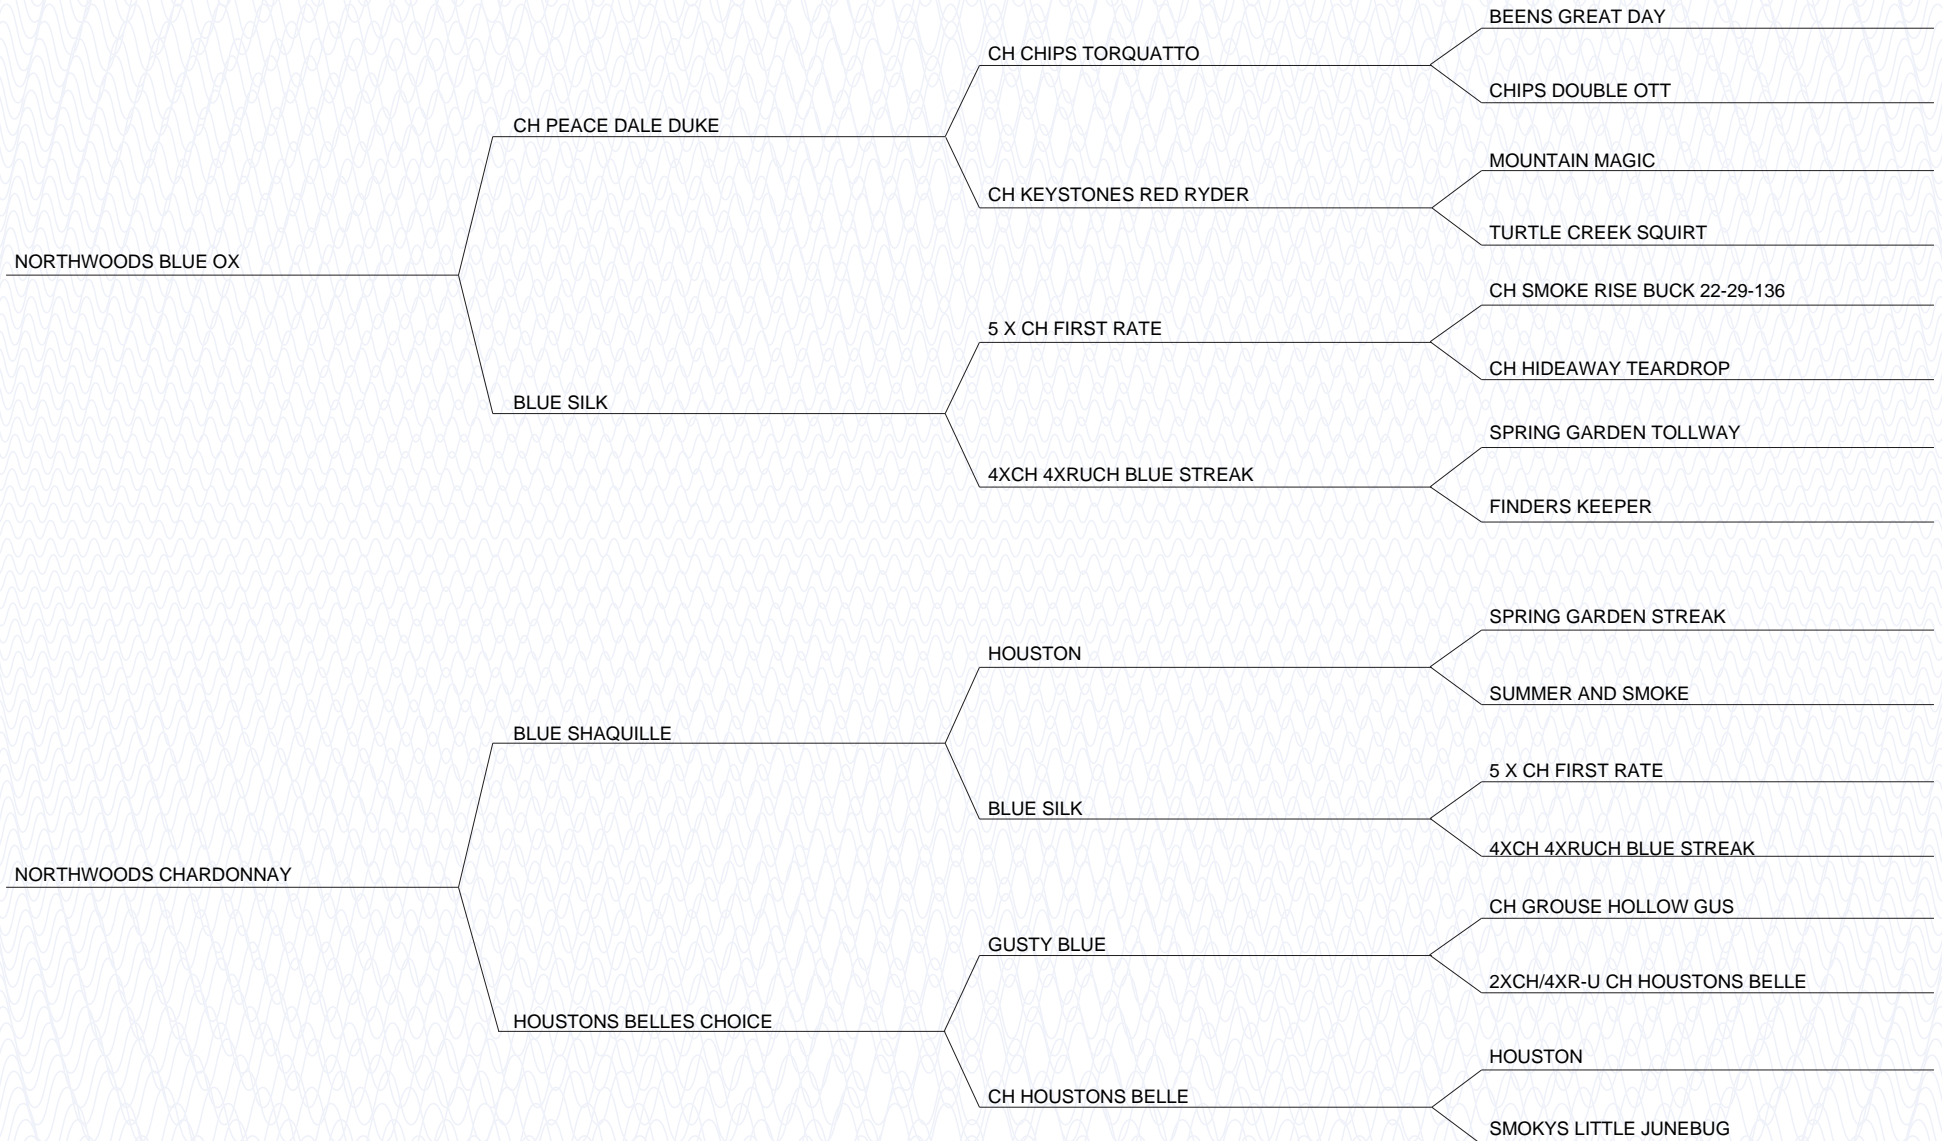 BEENS GREAT DAY
CH CHIPS TORQUATTO
CHIPS DOUBLE OTT
CH PEACE DALE DUKE
MOUNTAIN MAGIC
CH KEYSTONES RED RYDER
TURTLE CREEK SQUIRT
NORTHWOODS BLUE OX
CH SMOKE RISE BUCK 22-29-136
5 X CH FIRST RATE
CH HIDEAWAY TEARDROP
BLUE SILK
SPRING GARDEN TOLLWAY
4XCH 4XRUCH BLUE STREAK
FINDERS KEEPER
SPRING GARDEN STREAK
HOUSTON
SUMMER AND SMOKE
BLUE SHAQUILLE
5 X CH FIRST RATE
BLUE SILK
4XCH 4XRUCH BLUE STREAK
NORTHWOODS CHARDONNAY
CH GROUSE HOLLOW GUS
GUSTY BLUE
2XCH/4XR-U CH HOUSTONS BELLE
HOUSTONS BELLES CHOICE
HOUSTON
CH HOUSTONS BELLE
SMOKYS LITTLE JUNEBUG